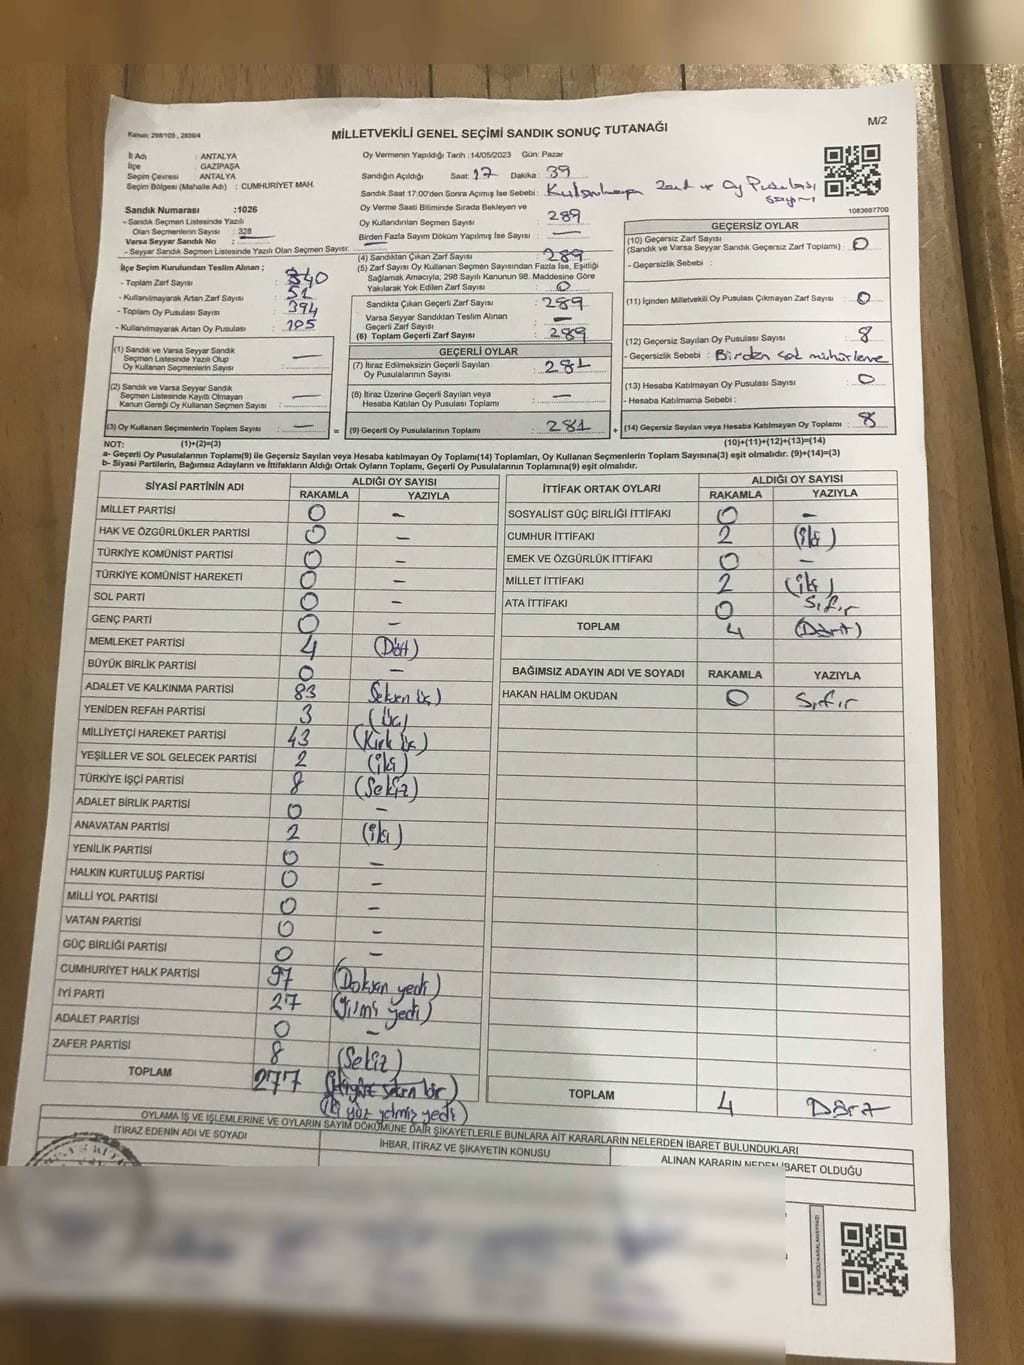 Kanun: 298/105, 2839/4
MİLLETVEKİLİ GENEL SEÇİMİ SANDIK SONUÇ TUTANAĞI
M/2
İl Adı : ANTALYA
İlçe : GAZİPAŞA
Seçim Çevresi : ANTALYA
Seçim Bölgesi (Mahalle Adı) : CUMHURİYET MAH.
Oy Vermenin Yapıldığı Tarih :14/05/2023 Gün: Pazar
Sandığın Açıldığı Saat: 17 Dakika : 39
Sandık Saat 17:00'den Sonra Açılmış İse Sebebi : Zarf ve Oy Pusulası
sayımı
1083697700
Sandık Numarası :1026
- Sandık Seçmen Listesinde Yazılı
Olan Seçmenlerin Sayısı : 328
Varsa Seyyar Sandık No :
- Seyyar Sandık Seçmen Listesinde Yazılı Olan Seçmen Sayısı:
İlçe Seçim Kurulundan Teslim Alınan ;
- Toplam Zarf Sayısı : 340
- Kullanılmayarak Artan Zarf Sayısı : 51
- Toplam Oy Pusulası Sayısı : 394
- Kullanılmayarak Artan Oy Pusulası : 105
(1) Sandık ve Varsa Seyyar Sandık
Seçmen Listesinde Yazılı Olup
Oy Kullanan Seçmenlerin Sayısı : —
(2) Sandık ve Varsa Seyyar Sandık
Seçmen Listesinde Kayıtlı Olmayan
Kanun Gereği Oy Kullanan Seçmen Sayısı : —
(3) Oy Kullanan Seçmenlerin Toplam Sayısı : —
Oy Verme Saati Bitiminde Sırada Bekleyen ve
Oy Kullandırılan Seçmen Sayısı : 289
Birden Fazla Sayım Döküm Yapılmış İse Sayısı : —
(4) Sandıktan Çıkan Zarf Sayısı : 289
(5) Zarf Sayısı Oy Kullanan Seçmen Sayısından Fazla İse, Eşitliği
Sağlamak Amacıyla; 298 Sayılı Kanunun 98. Maddesine Göre
Yakılarak Yok Edilen Zarf Sayısı : 0
Sandıkta Çıkan Geçerli Zarf Sayısı : 289
Varsa Seyyar Sandıktan Teslim Alınan
Geçerli Zarf Sayısı : —
(6) Toplam Geçerli Zarf Sayısı : 289
GEÇERLİ OYLAR
(7) İtiraz Edilmeksizin Geçerli Sayılan
Oy Pusulalarının Sayısı : 281
(8) İtiraz Üzerine Geçerli Sayılan veya
Hesaba Katılan Oy Pusulası Toplamı : —
= (9) Geçerli Oy Pusulalarının Toplamı : 281
GEÇERSİZ OYLAR
(10) Geçersiz Zarf Sayısı
(Sandık ve Varsa Seyyar Sandık Geçersiz Zarf Toplamı) : 0
- Geçersizlik Sebebi :
(11) İçinden Milletvekili Oy Pusulası Çıkmayan Zarf Sayısı : 0
(12) Geçersiz Sayılan Oy Pusulası Sayısı : 8
- Geçersizlik Sebebi : Birden çok mühürleme
(13) Hesaba Katılmayan Oy Pusulası Sayısı : 0
- Hesaba Katılmama Sebebi :
+ (14) Geçersiz Sayılan veya Hesaba Katılmayan Oy Toplamı : 8
NOT: (1)+(2)=(3)
(10)+(11)+(12)+(13)=(14)
a- Geçerli Oy Pusulalarının Toplamı(9) ile Geçersiz Sayılan veya Hesaba Katılmayan Oy Toplamı(14) Toplamları, Oy Kullanan Seçmenlerin Toplam Sayısına(3) eşit olmalıdır. (9)+(14)=(3)
b- Siyasi Partilerin, Bağımsız Adayların ve İttifakların Aldığı Ortak Oyların Toplamı, Geçerli Oy Pusulalarının Toplamına(9) eşit olmalıdır.
SİYASİ PARTİNİN ADI ALDIĞI OY SAYISI
RAKAMLA YAZIYLA
MİLLET PARTİSİ 0 -
HAK VE ÖZGÜRLÜKLER PARTİSİ 0 -
TÜRKİYE KOMÜNİST PARTİSİ 0 -
TÜRKİYE KOMÜNİST HAREKETİ 0 -
SOL PARTİ 0 -
GENÇ PARTİ 0 -
MEMLEKET PARTİSİ 4 (Dört)
BÜYÜK BİRLİK PARTİSİ 0 -
ADALET VE KALKINMA PARTİSİ 83 Seksen üç)
YENİDEN REFAH PARTİSİ 3 (Üç)
MİLLİYETÇİ HAREKET PARTİSİ 43 (Kırk üç)
YEŞİLLER VE SOL GELECEK PARTİSİ 2 (iki)
TÜRKİYE İŞÇİ PARTİSİ 8 (Sekiz)
ADALET BİRLİK PARTİSİ 0 -
ANAVATAN PARTİSİ 2 (iki)
YENİLİK PARTİSİ 0 -
HALKIN KURTULUŞ PARTİSİ 0 -
MİLLİ YOL PARTİSİ 0 -
VATAN PARTİSİ 0 -
GÜÇ BİRLİĞİ PARTİSİ 0 -
CUMHURİYET HALK PARTİSİ 97 (Doksan yedi)
İYİ PARTİ 27 (Yirmi yedi)
ADALET PARTİSİ 0 -
ZAFER PARTİSİ 8 (Sekiz)
TOPLAM 277
(İki yüz yetmiş yedi)
İTTİFAK ORTAK OYLARI ALDIĞI OY SAYISI
RAKAMLA YAZIYLA
SOSYALİST GÜÇ BİRLİĞİ İTTİFAKI 0 -
CUMHUR İTTİFAKI 2 (iki)
EMEK VE ÖZGÜRLÜK İTTİFAKI 0 -
MİLLET İTTİFAKI 2 (iki)
ATA İTTİFAKI 0 Sıfır
TOPLAM 4 (Dört)
BAĞIMSIZ ADAYIN ADI VE SOYADI RAKAMLA YAZIYLA
HAKAN HALİM OKUDAN 0 Sıfır
TOPLAM 4 Dört
OYLAMA İŞ VE İŞLEMLERİNE VE OYLARIN SAYIM DÖKÜMÜNE DAİR ŞİKAYETLERLE BUNLARA AİT KARARLARIN NELERDEN İBARET BULUNDUKLARI
İTİRAZ EDENİN ADI VE SOYADI İHBAR, İTİRAZ VE ŞİKAYETİN KONUSU ALINAN KARARIN NEDEN İBARET OLDUĞU